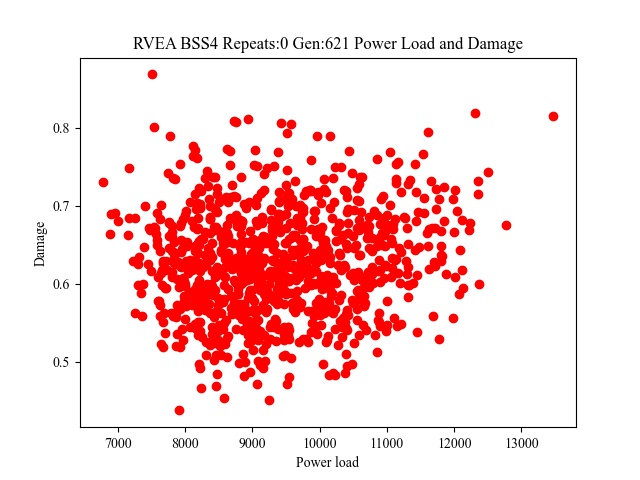 RVEA BSS4 Repeats:0 Gen:621 Power Load and Damage
0.8
0.7
0.6
0.5
Damage
7000 8000 9000 10000 11000 12000 13000
Power load